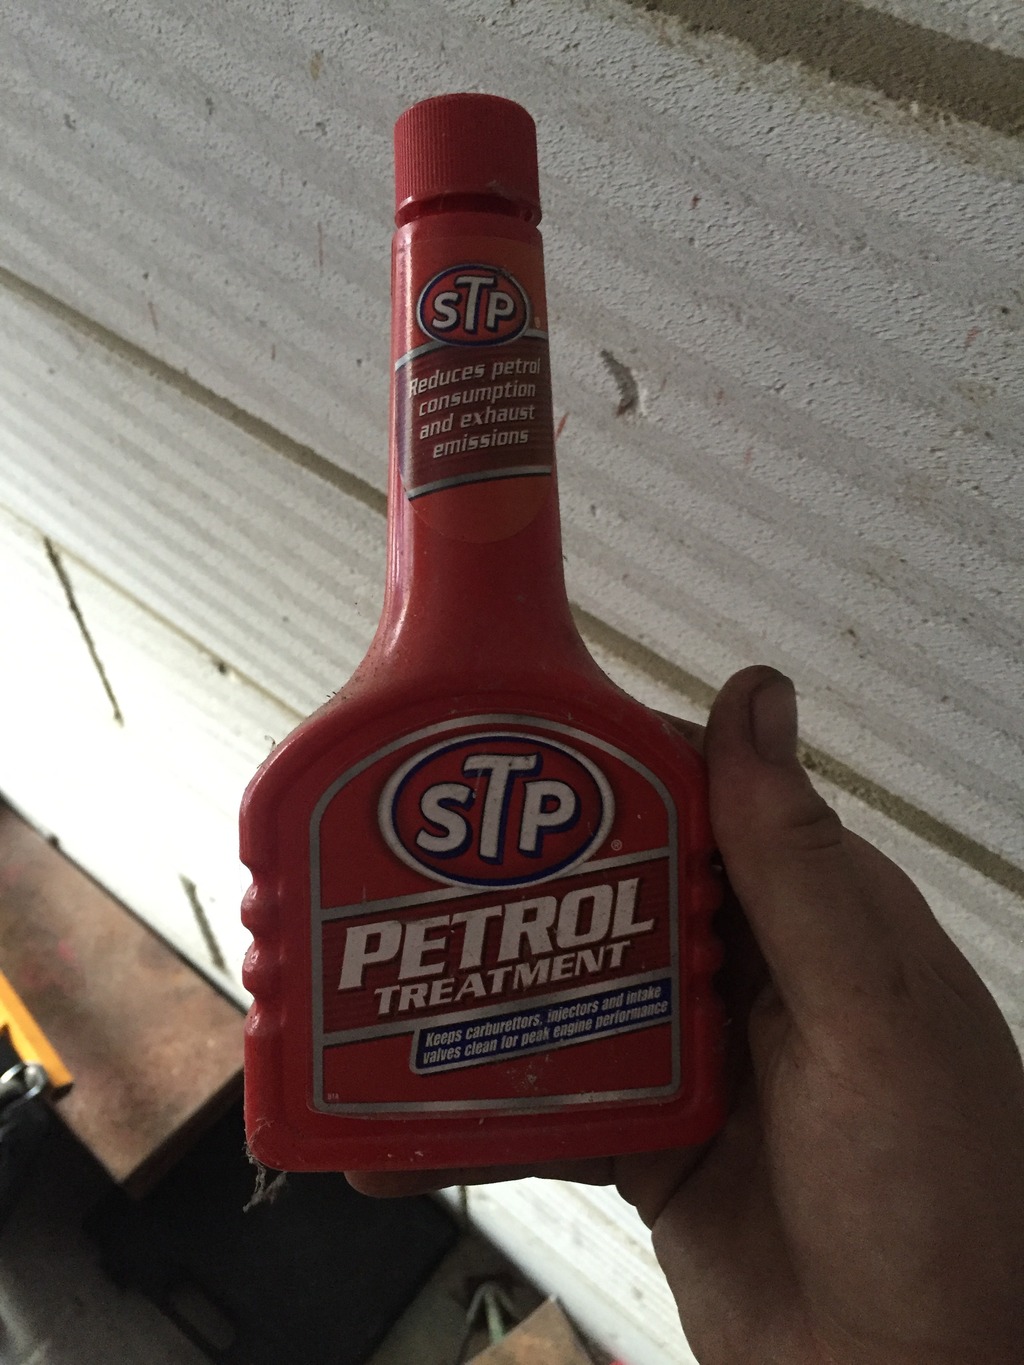 STP
Reduces petrol
consumption
and exhaust
emissions
STP
®
PETROL
TREATMENT
Keeps carburettors, injectors and intake
valves clean for peak engine performance